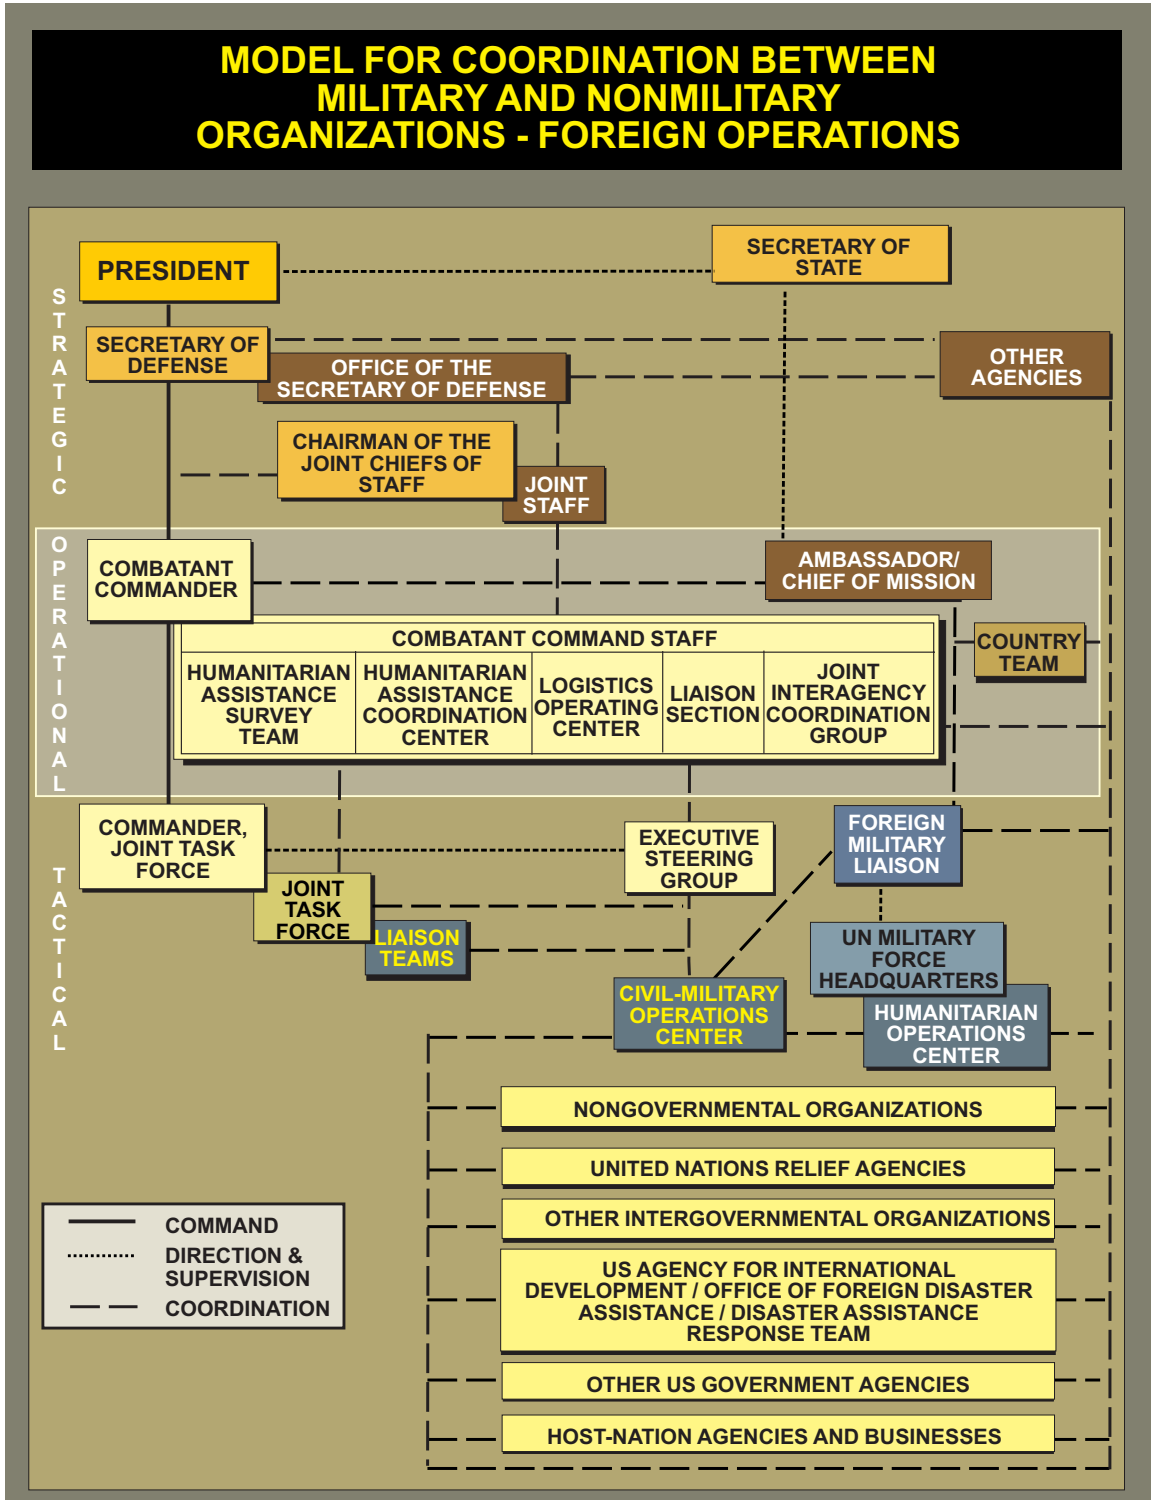 MODEL FOR COORDINATION BETWEEN
MILITARY AND NONMILITARY
ORGANIZATIONS - FOREIGN OPERATIONS
STRATEGIC
PRESIDENT
SECRETARY OF
STATE
SECRETARY OF
DEFENSE
OFFICE OF THE
SECRETARY OF DEFENSE
OTHER
AGENCIES
CHAIRMAN OF THE
JOINT CHIEFS OF
STAFF
JOINT
STAFF
OPERATIONAL
COMBATANT
COMMANDER
AMBASSADOR/
CHIEF OF MISSION
COUNTRY
TEAM
COMBATANT COMMAND STAFF
HUMANITARIAN
ASSISTANCE
SURVEY
TEAM
HUMANITARIAN
ASSISTANCE
COORDINATION
CENTER
LOGISTICS
OPERATING
CENTER
LIAISON
SECTION
JOINT
INTERAGENCY
COORDINATION
GROUP
TACTICAL
COMMANDER,
JOINT TASK
FORCE
EXECUTIVE
STEERING
GROUP
FOREIGN
MILITARY
LIAISON
JOINT
TASK
FORCE
LIAISON
TEAMS
UN MILITARY
FORCE
HEADQUARTERS
CIVIL-MILITARY
OPERATIONS
CENTER
HUMANITARIAN
OPERATIONS
CENTER
NONGOVERNMENTAL ORGANIZATIONS
UNITED NATIONS RELIEF AGENCIES
OTHER INTERGOVERNMENTAL ORGANIZATIONS
US AGENCY FOR INTERNATIONAL
DEVELOPMENT / OFFICE OF FOREIGN DISASTER
ASSISTANCE / DISASTER ASSISTANCE
RESPONSE TEAM
OTHER US GOVERNMENT AGENCIES
HOST-NATION AGENCIES AND BUSINESSES
COMMAND
DIRECTION &
SUPERVISION
COORDINATION